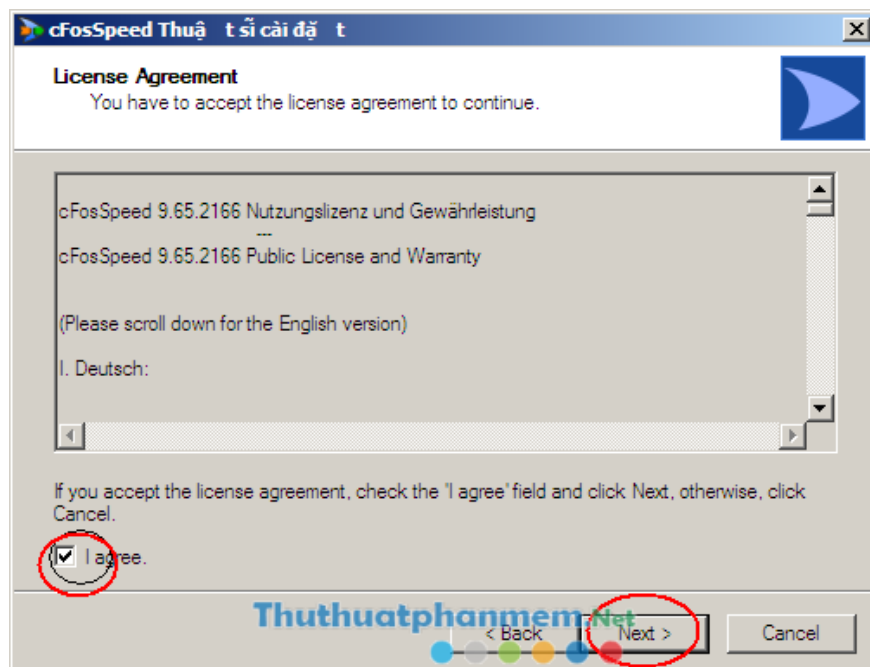 cFosSpeed Thuậ t sĩ cài đặ t
License Agreement
You have to accept the license agreement to continue.
cFosSpeed 9.65.2166 Nutzungslizenz und Gewährleistung
---
cFosSpeed 9.65.2166 Public License and Warranty
(Please scroll down for the English version)
I. Deutsch:
If you accept the license agreement, check the 'I agree' field and click Next, otherwise, click
Cancel.
I agree.
Thuthuatphanmem.Net
< Back
Next >
Cancel